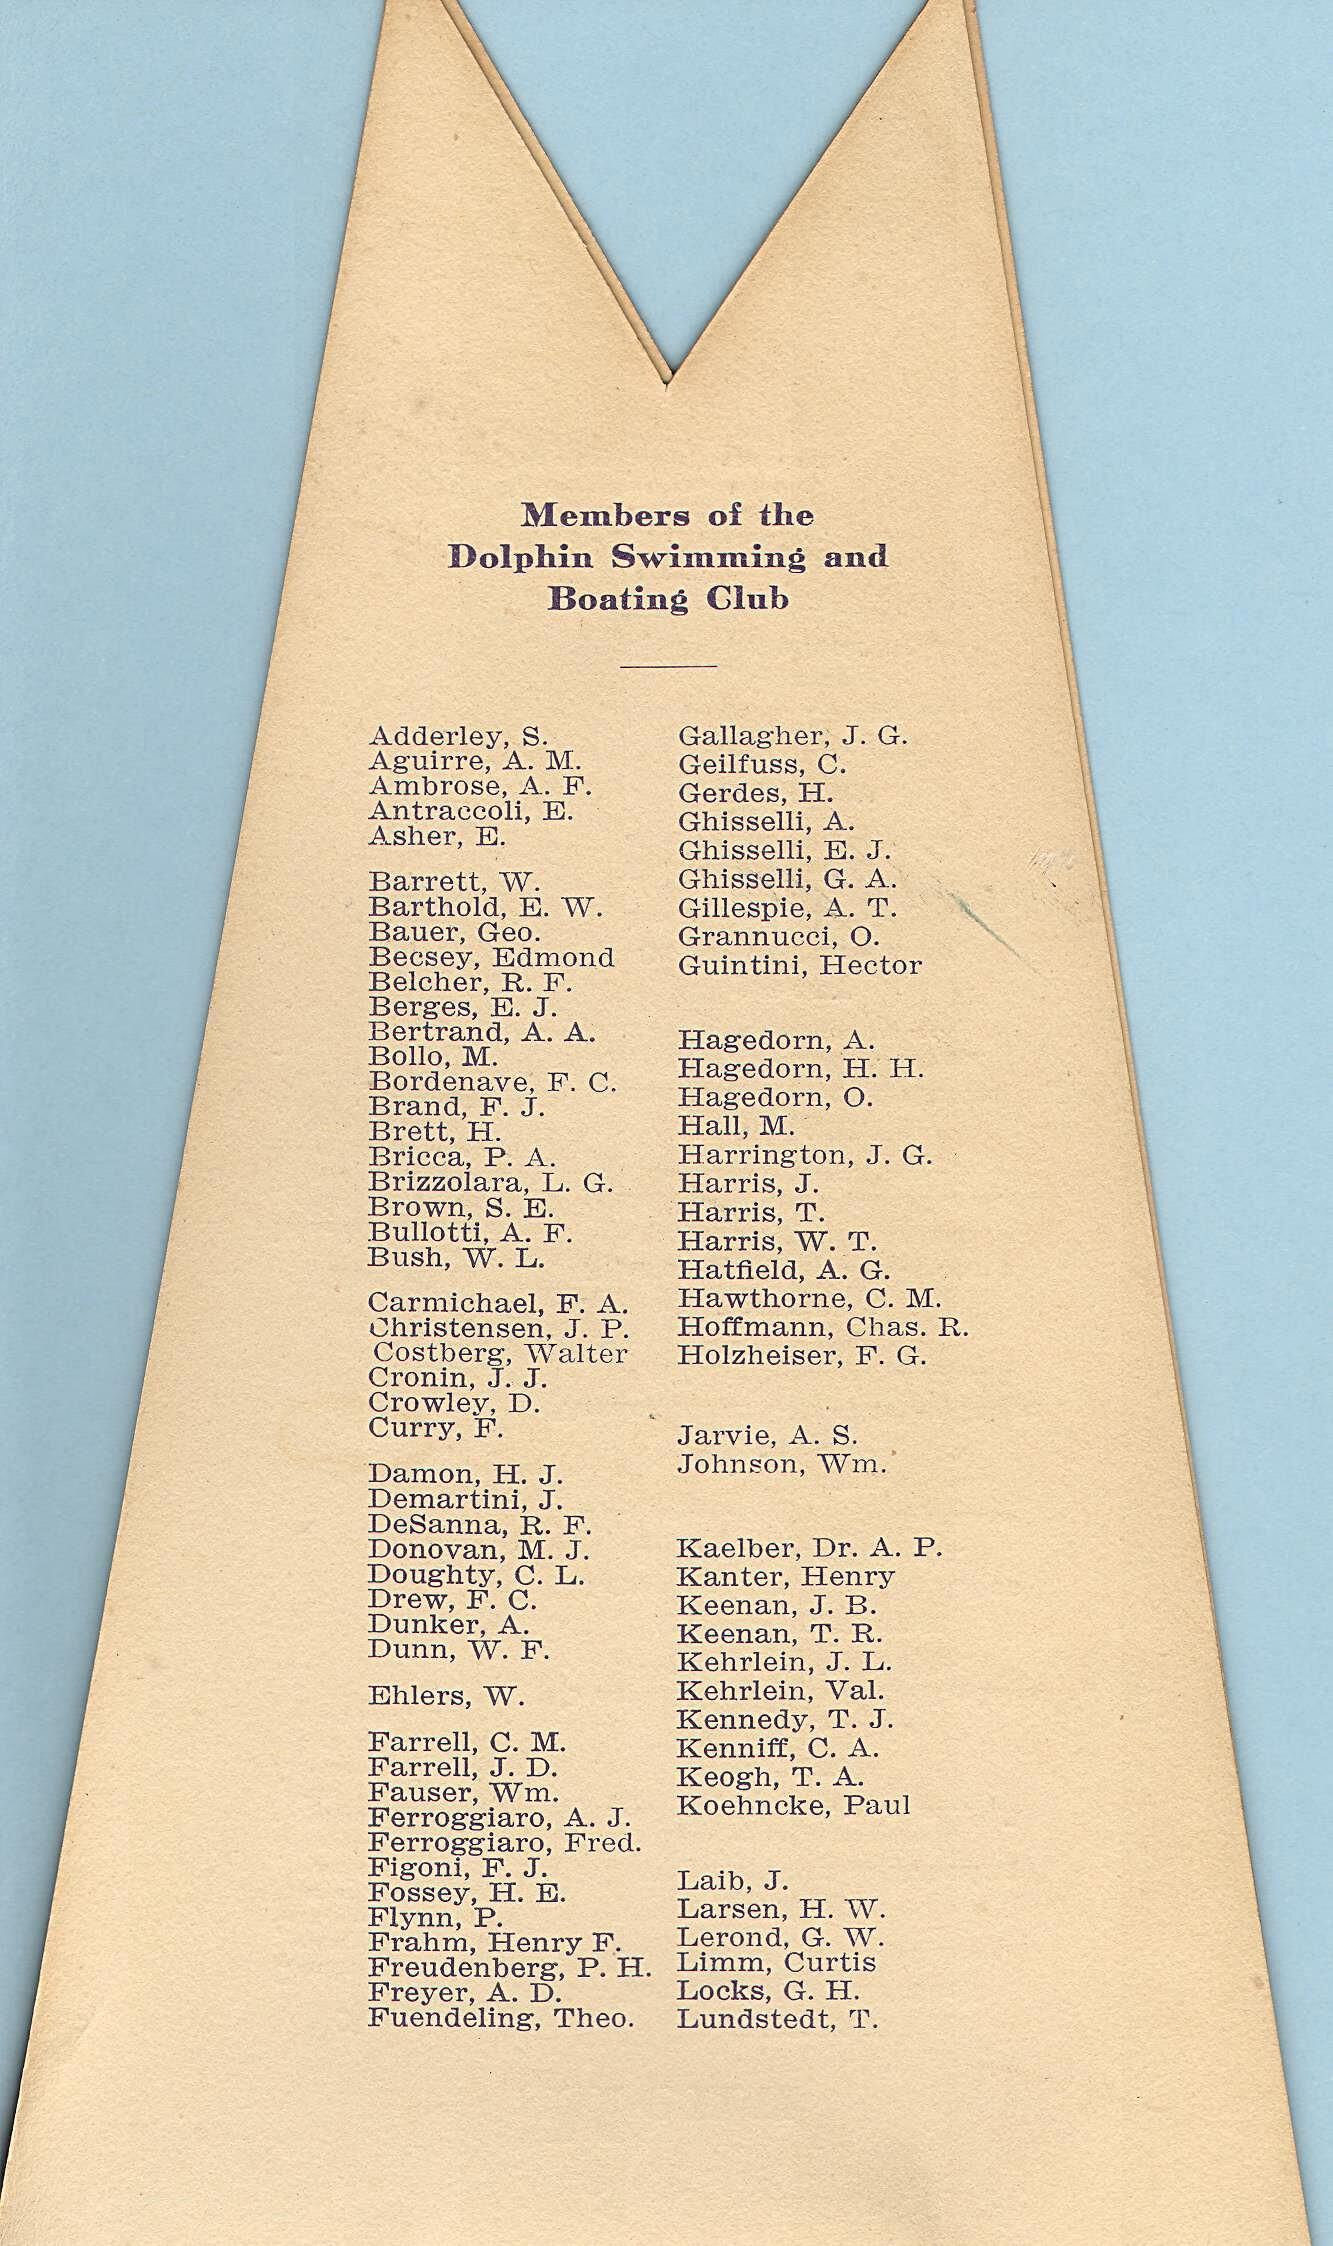 Members of the
Dolphin Swimming and
Boating Club
Adderley, S.
Aguirre, A. M.
Ambrose, A. F.
Antraccoli, E.
Asher, E.
Barrett, W.
Barthold, E. W.
Bauer, Geo.
Becsey, Edmond
Belcher, R. F.
Berges, E. J.
Bertrand, A. A.
Bollo, M.
Bordenave, F. C.
Brand, F. J.
Brett, H.
Bricca, P. A.
Brizzolara, L. G.
Brown, S. E.
Bullotti, A. F.
Bush, W. L.
Carmichael, F. A.
Christensen, J. P.
Costberg, Walter
Cronin, J. J.
Crowley, D.
Curry, F.
Damon, H. J.
Demartini, J.
DeSanna, R. F.
Donovan, M. J.
Doughty, C. L.
Drew, F. C.
Dunker, A.
Dunn, W. F.
Ehlers, W.
Farrell, C. M.
Farrell, J. D.
Fauser, Wm.
Ferroggiaro, A. J.
Ferroggiaro, Fred.
Figoni, F. J.
Fossey, H. E.
Flynn, P.
Frahm, Henry F.
Freudenberg, P. H.
Freyer, A. D.
Fuendeling, Theo.
Gallagher, J. G.
Geilfuss, C.
Gerdes, H.
Ghisselli, A.
Ghisselli, E. J.
Ghisselli, G. A.
Gillespie, A. T.
Grannucci, O.
Guintini, Hector
Hagedorn, A.
Hagedorn, H. H.
Hagedorn, O.
Hall, M.
Harrington, J. G.
Harris, J.
Harris, T.
Harris, W. T.
Hatfield, A. G.
Hawthorne, C. M.
Hoffmann, Chas. R.
Holzheiser, F. G.
Jarvie, A. S.
Johnson, Wm.
Kaelber, Dr. A. P.
Kanter, Henry
Keenan, J. B.
Keenan, T. R.
Kehrlein, J. L.
Kehrlein, Val.
Kennedy, T. J.
Kenniff, C. A.
Keogh, T. A.
Koehncke, Paul
Laib, J.
Larsen, H. W.
Lerond, G. W.
Limm, Curtis
Locks, G. H.
Lundstedt, T.